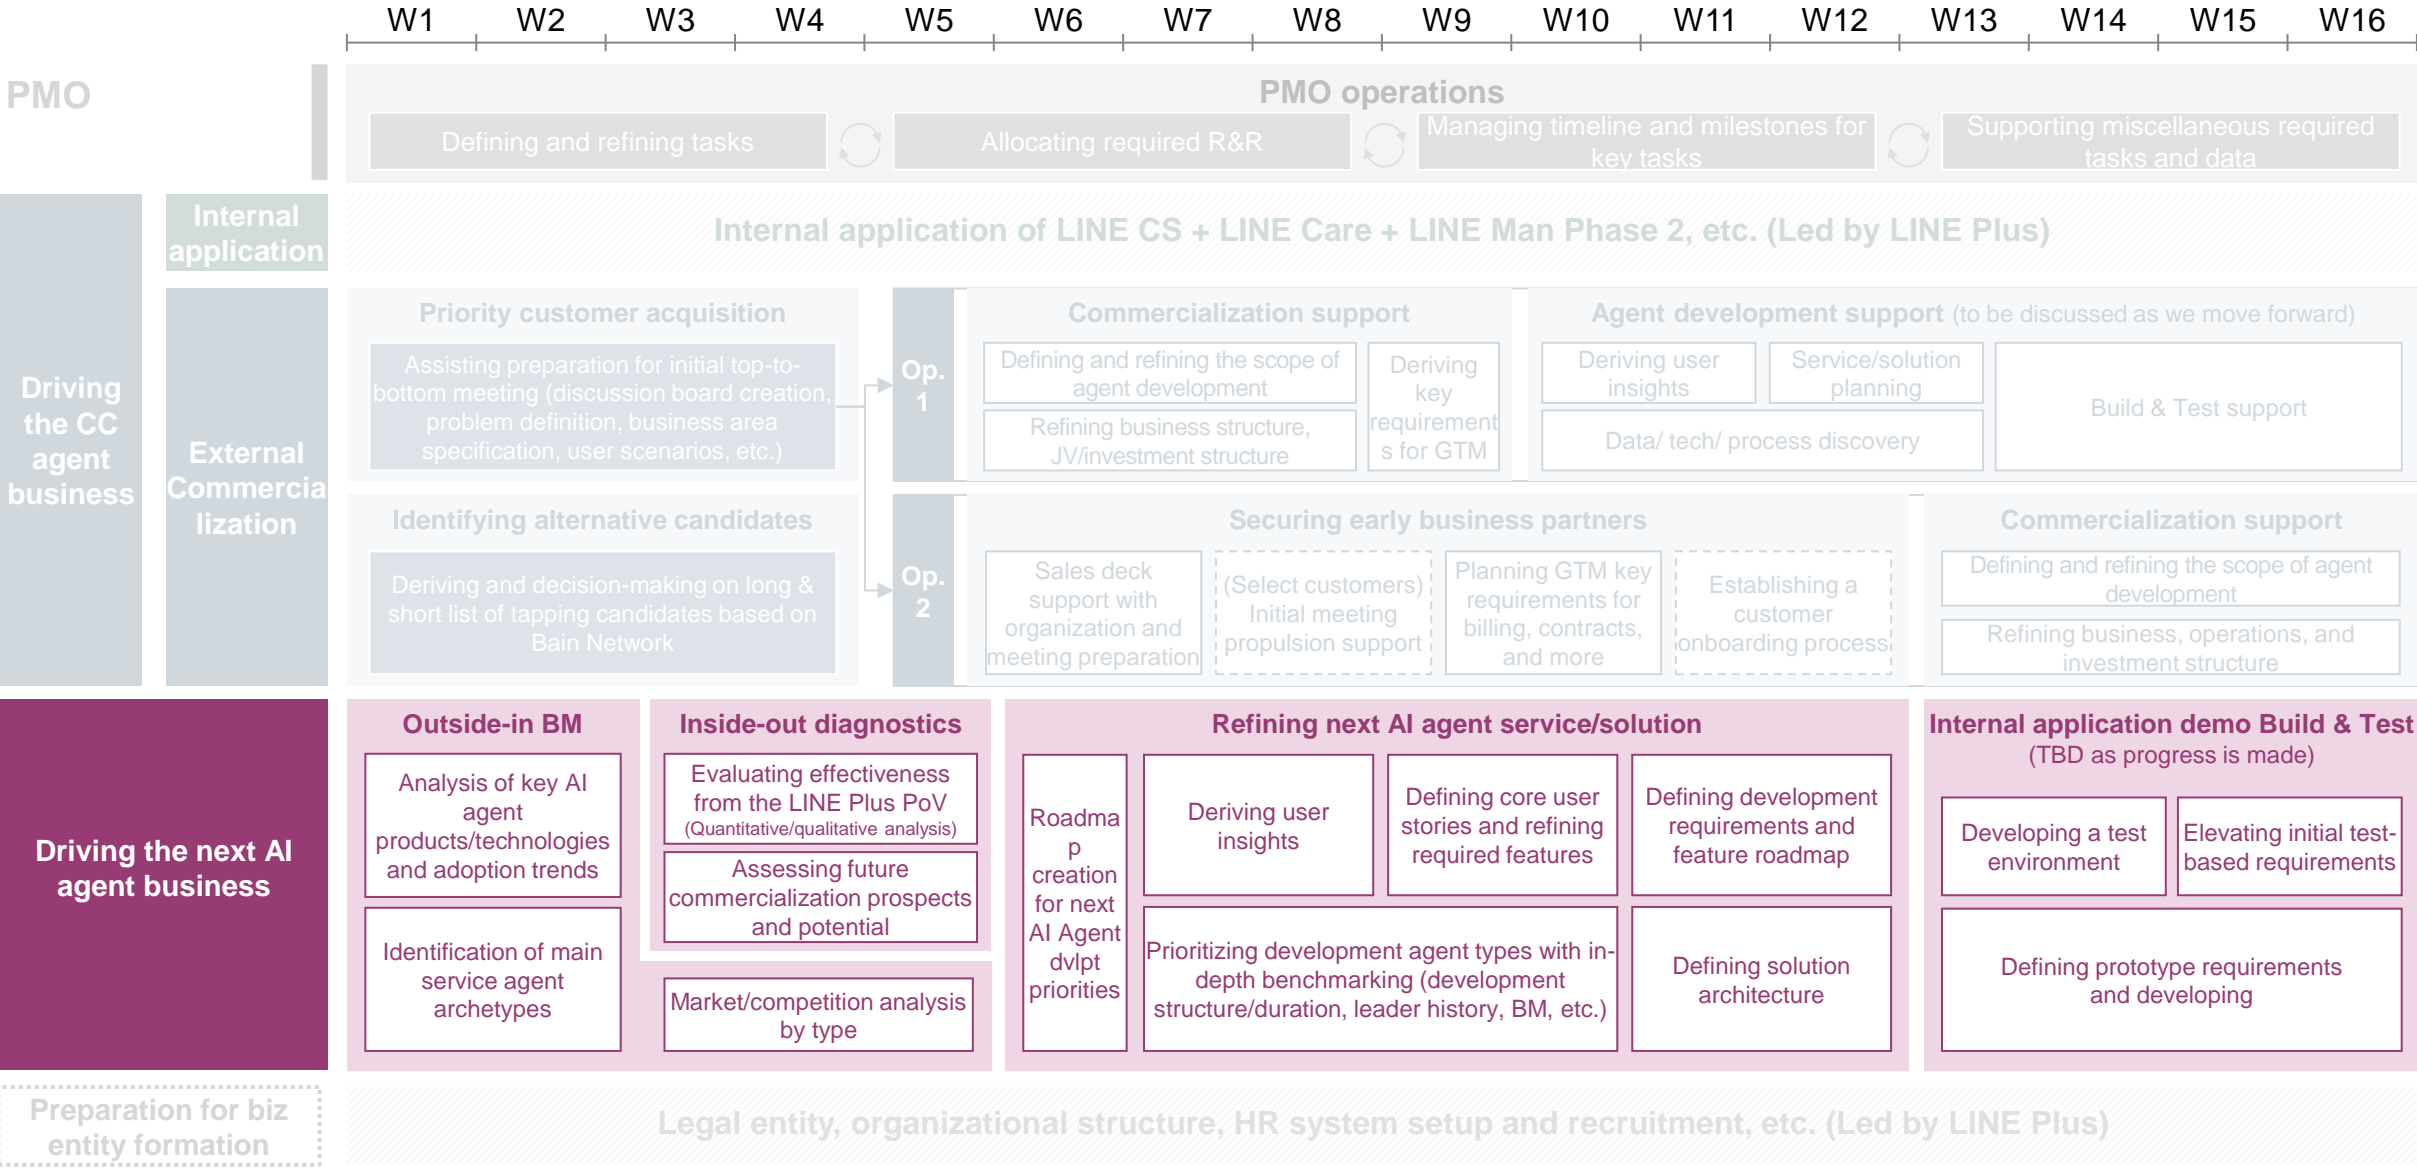 W1 W2 W3 W4 W5 W6 W7 W8 W9 W10 W11 W12 W13 W14 W15 W16
PMO
PMO operations
Defining and refining tasks
Allocating required R&R
Managing timeline and milestones for
key tasks
Supporting miscellaneous required
tasks and data
Driving
the CC
agent
business
Internal
application
Internal application of LINE CS + LINE Care + LINE Man Phase 2, etc. (Led by LINE Plus)
External
Commercia
lization
Priority customer acquisition
Assisting preparation for initial top-to-
bottom meeting (discussion board creation,
problem definition, business area
specification, user scenarios, etc.)
Identifying alternative candidates
Deriving and decision-making on long &
short list of tapping candidates based on
Bain Network
Op.
1
Commercialization support
Defining and refining the scope of
agent development
Refining business structure,
JV/investment structure
Deriving
key
requirement
s for GTM
Agent development support (to be discussed as we move forward)
Deriving user
insights
Service/solution
planning
Data/ tech/ process discovery
Build & Test support
Op.
2
Securing early business partners
Sales deck
support with
organization and
meeting preparation
(Select customers)
Initial meeting
propulsion support
Planning GTM key
requirements for
billing, contracts,
and more
Establishing a
customer
onboarding process
Commercialization support
Defining and refining the scope of agent
development
Refining business, operations, and
investment structure
Driving the next AI
agent business
Outside-in BM
Analysis of key AI
agent
products/technologies
and adoption trends
Identification of main
service agent
archetypes
Inside-out diagnostics
Evaluating effectiveness
from the LINE Plus PoV
(Quantitative/qualitative analysis)
Assessing future
commercialization prospects
and potential
Market/competition analysis
by type
Refining next AI agent service/solution
Roadma
p
creation
for next
AI Agent
dvlpt
priorities
Deriving user
insights
Defining core user
stories and refining
required features
Defining development
requirements and
feature roadmap
Prioritizing development agent types with in-
depth benchmarking (development
structure/duration, leader history, BM, etc.)
Defining solution
architecture
Internal application demo Build & Test
(TBD as progress is made)
Developing a test
environment
Elevating initial test-
based requirements
Defining prototype requirements
and developing
Preparation for biz
entity formation
Legal entity, organizational structure, HR system setup and recruitment, etc. (Led by LINE Plus)